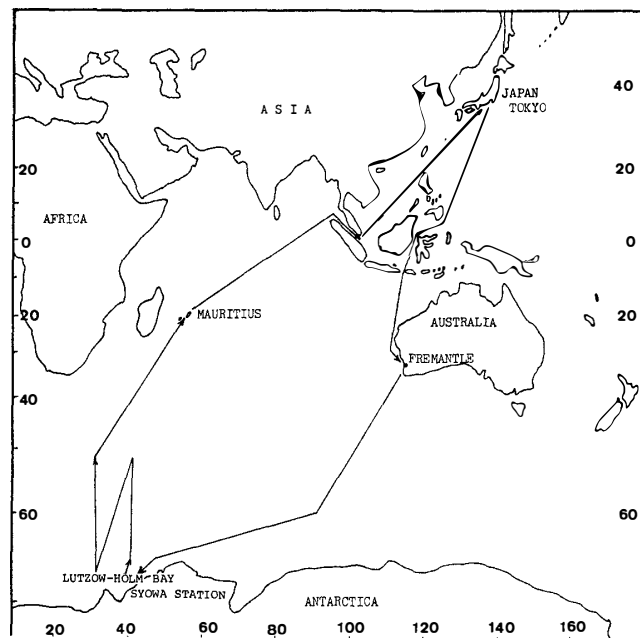 40
JAPAN
TOKYO
ASIA
20
20
AFRICA
0
0
20
MAURITIUS
AUSTRALIA
20
FREMANTLE
40
40
60
60
LUTZOW-HOLM BAY
SYOWA STATION
ANTARCTICA
20 40 60 80 100 120 140 160